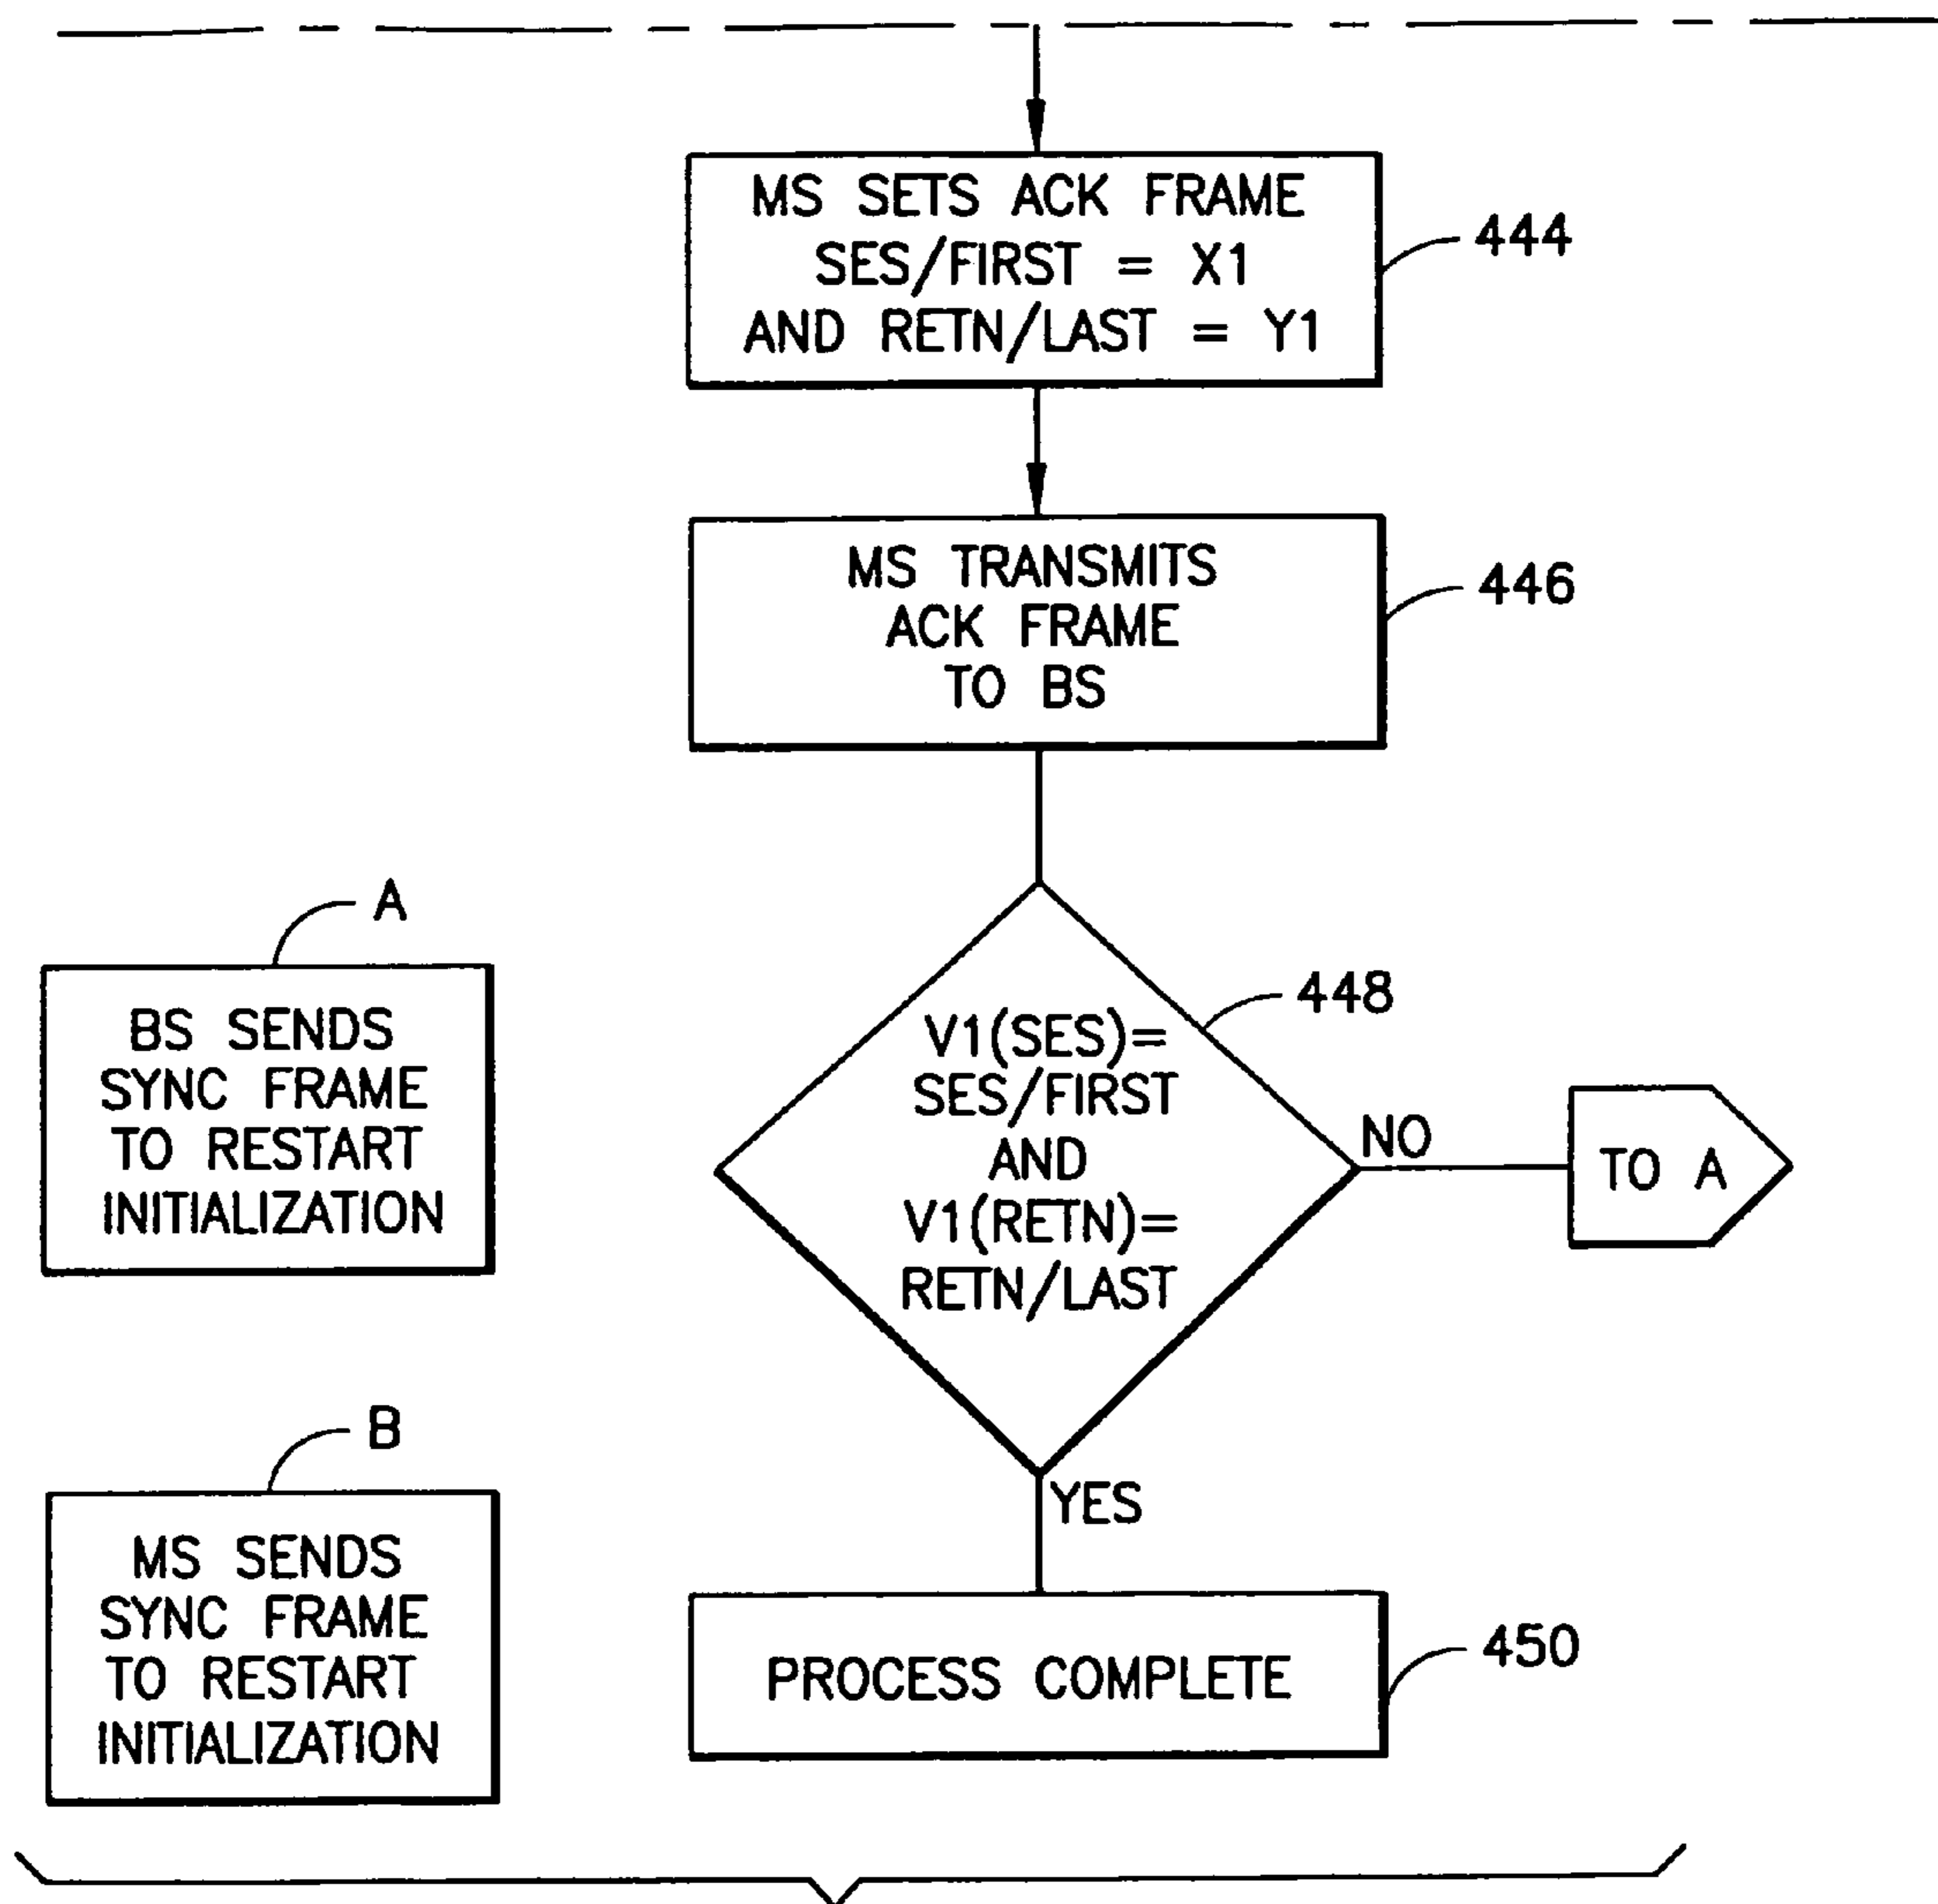 MS SETS ACK FRAME
SES/FIRST = X1
AND RETN/LAST = Y1
444
MS TRANSMITS
ACK FRAME
TO BS
446
A
BS SENDS
SYNC FRAME
TO RESTART
INITIALIZATION
V1(SES)=
SES/FIRST
AND
V1(RETN)=
RETN/LAST
448
NO
TO A
YES
B
MS SENDS
SYNC FRAME
TO RESTART
INITIALIZATION
PROCESS COMPLETE
450